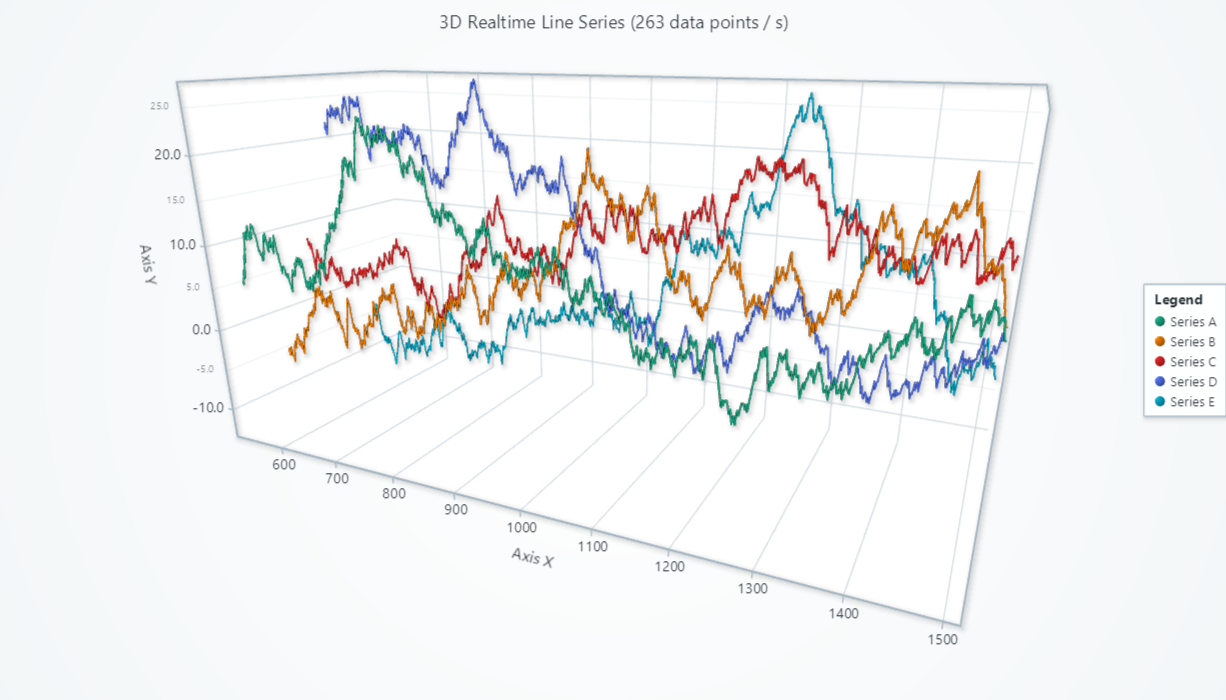 3D Realtime Line Series (263 data points / s)
25.0
20.0
15.0
10.0
5.0
0.0
-5.0
-10.0
Axis Y
600
700
800
900
1000
1100
1200
1300
1400
1500
Axis X
Legend
Series A
Series B
Series C
Series D
Series E